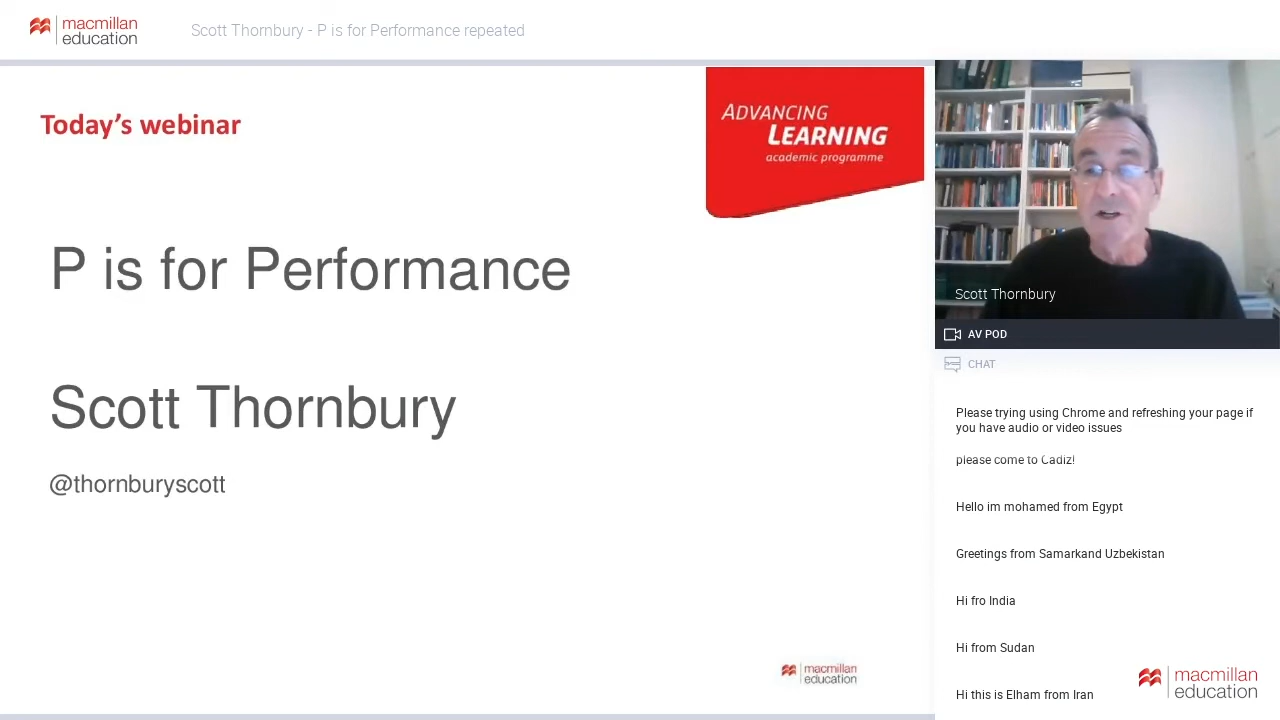 macmillan
education
Scott Thornbury - P is for Performance repeated
Today's webinar
ADVANCING
LEARNING
academic programme
P is for Performance
Scott Thornbury
@thornburyscott
macmillan
education
Scott Thornbury
AV POD
CHAT
Please trying using Chrome and refreshing your page if
you have audio or video issues
please come to Cadiz!
Hello im mohamed from Egypt
Greetings from Samarkand Uzbekistan
Hi fro India
Hi from Sudan
Hi this is Elham from Iran
macmillan
education